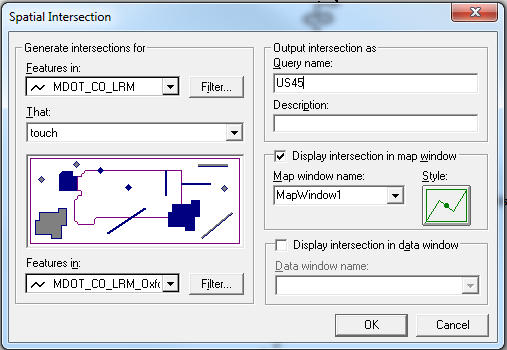 Spatial Intersection
Generate intersections for
Features in:
MDOT_CO_LRM
Filter...
That:
touch
Features in:
MDOT_CO_LRM_Oxfo
Filter...
Output intersection as
Query name:
US45
Description:
Display intersection in map window
Map window name:
Style:
MapWindow1
Display intersection in data window
Data window name:
OK
Cancel